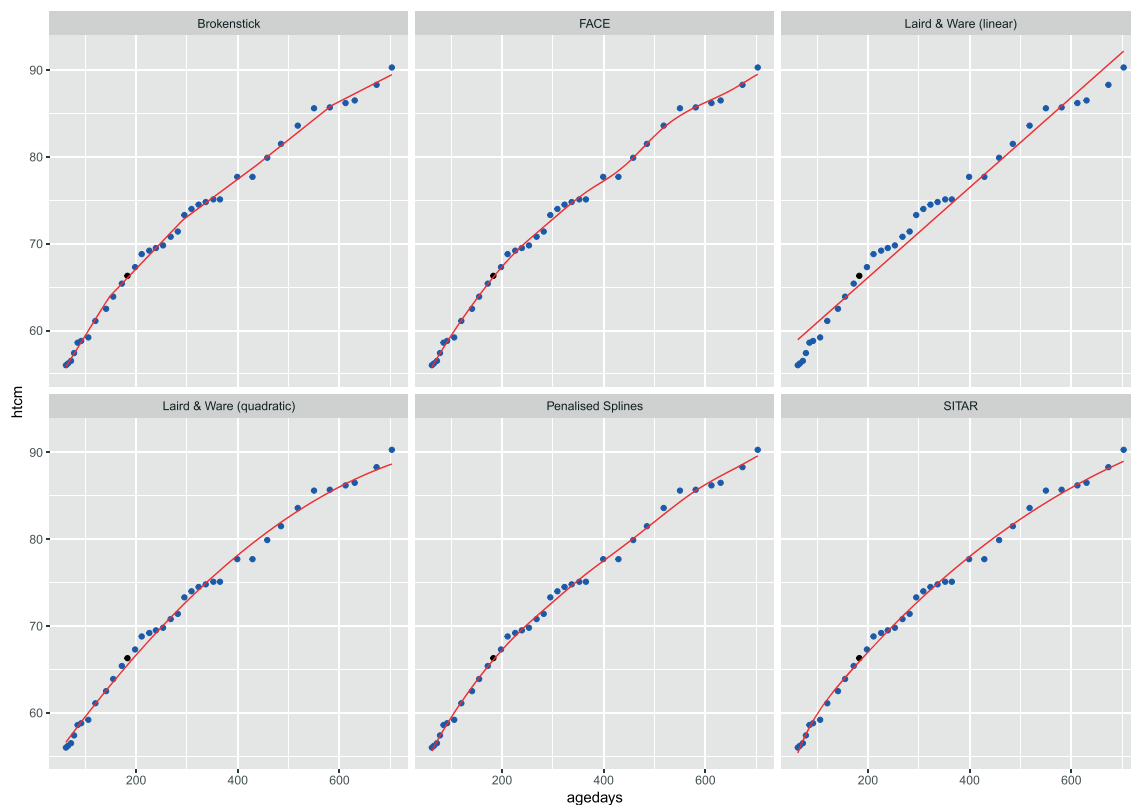 Brokenstick
FACE
Laird & Ware (linear)
90
80
70
60
htcm
Laird & Ware (quadratic)
Penalised Splines
SITAR
90
80
70
60
200
400
600
200
400
600
200
400
600
agedays